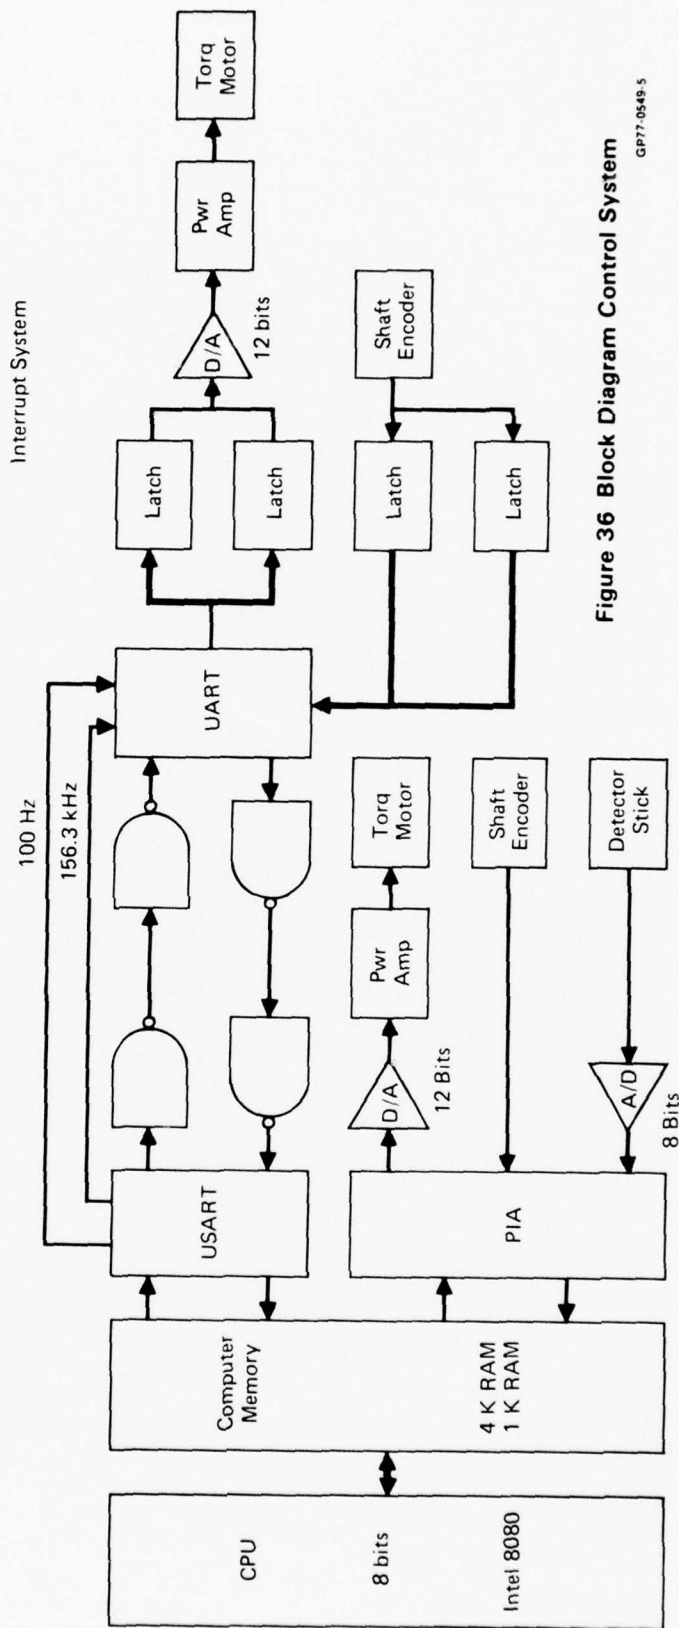 Interrupt System
100 Hz
156.3 kHz
CPU
8 bits
Intel 8080
Computer
Memory
4 K RAM
1 K RAM
USART
UART
Latch
Latch
D/A
12 bits
Pwr
Amp
Torq
Motor
Latch
Latch
Shaft
Encoder
PIA
D/A
12 Bits
Pwr
Amp
Torq
Motor
Shaft
Encoder
A/D
8 Bits
Detector
Stick
Figure 36 Block Diagram Control System
GP77-0549-5